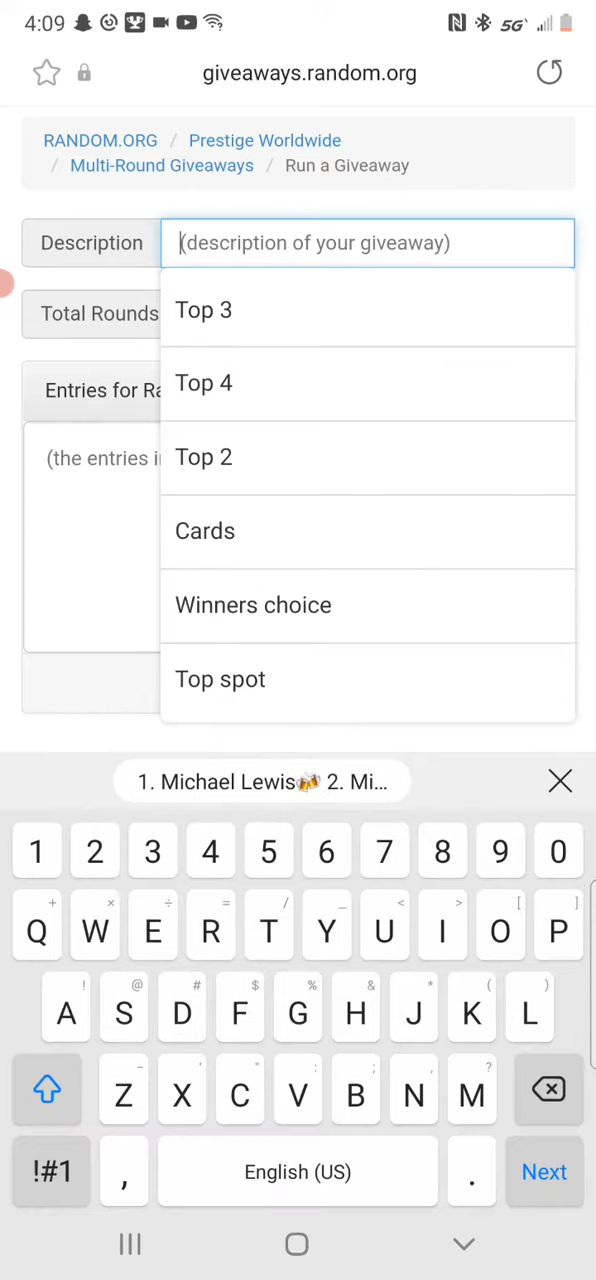 4:09 5G
giveaways.random.org
RANDOM.ORG / Prestige Worldwide
/ Multi-Round Giveaways / Run a Giveaway
Description (description of your giveaway)
Total Rounds
Top 3
Top 4
Top 2
Cards
Winners choice
Top spot
Entries for Ra
(the entries i
1. Michael Lewis🍻 2. Mi...
1 2 3 4 5 6 7 8 9 0
+ × ÷ = / _ < > [ ]
Q W E R T Y U I O P
! @ # $ % & * ( )
A S D F G H J K L
- ' " : ; , ?
Z X C V B N M
!#1 , English (US) . Next